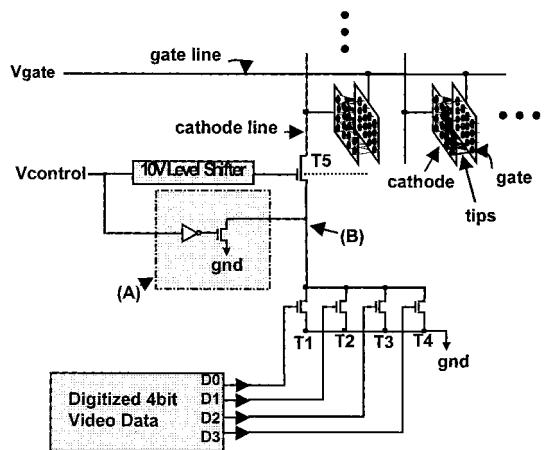 gate line
Vgate
cathode line
T5
Vcontrol
10V Level Shifter
cathode
gate
tips
(B)
gnd
(A)
T1
T2
T3
T4
gnd
D0
D1
D2
D3
Digitized 4bit
Video Data